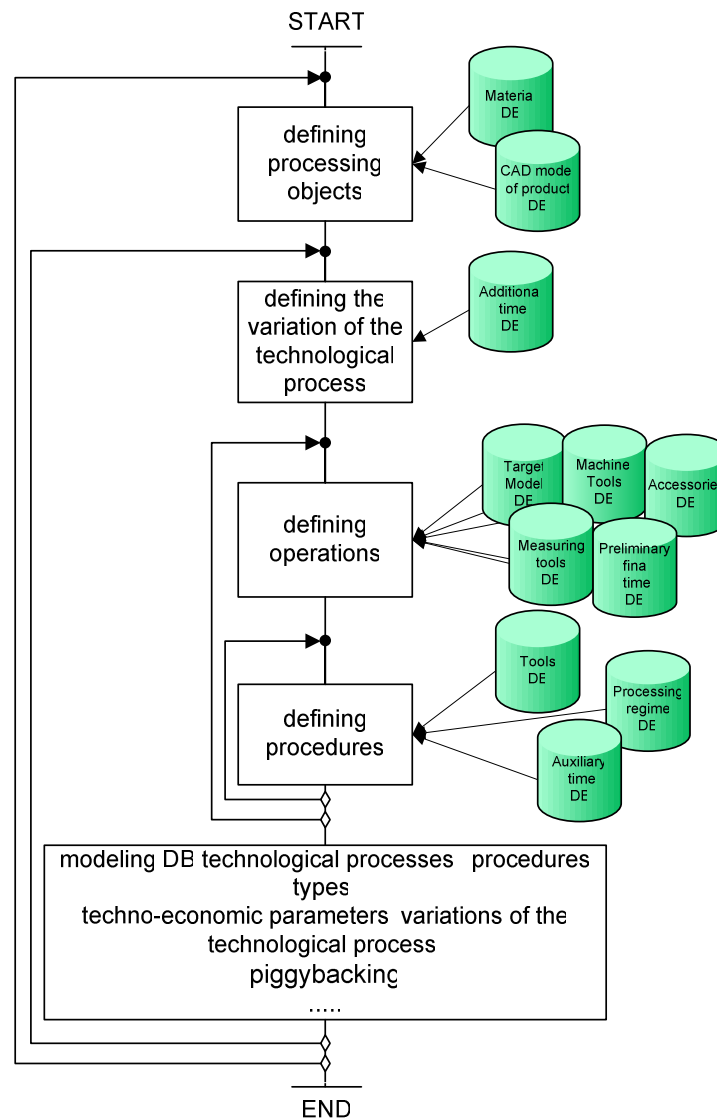 START
Materia
DE
defining
processing
objects
CAD mode
of product
DE
defining the
variation of the
technological
process
Additiona
time
DE
Target
Model
DE
Machine
Tools
DE
Accessorie
DE
defining
operations
Measuring
tools
DE
Preliminary
fina
time
DE
Tools
DE
defining
procedures
Processing
regime
DE
Auxiliary
time
DE
modeling DB technological processes procedures
types
techno-economic parameters variations of the
technological process
piggybacking
.....
END